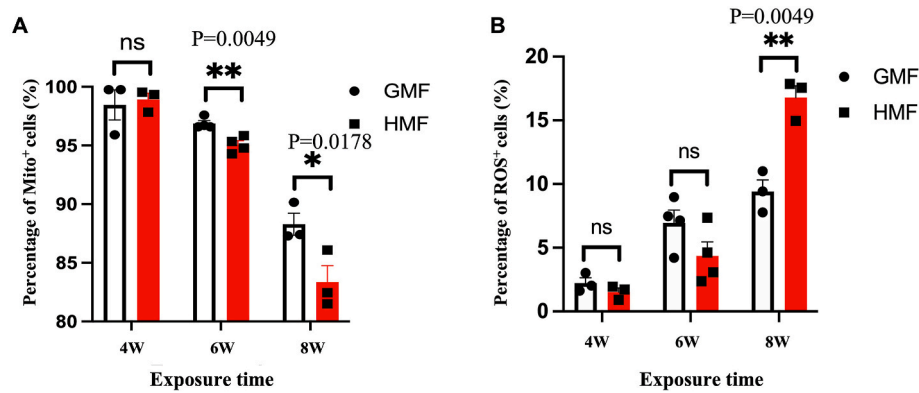 A
ns
P=0.0049
**
P=0.0178
*
GMF
HMF
Percentage of Mito+ cells (%)
100
95
90
85
80
4W
6W
8W
Exposure time
B
P=0.0049
**
ns
ns
GMF
HMF
Percentage of ROS+ cells (%)
20
15
10
5
0
4W
6W
8W
Exposure time